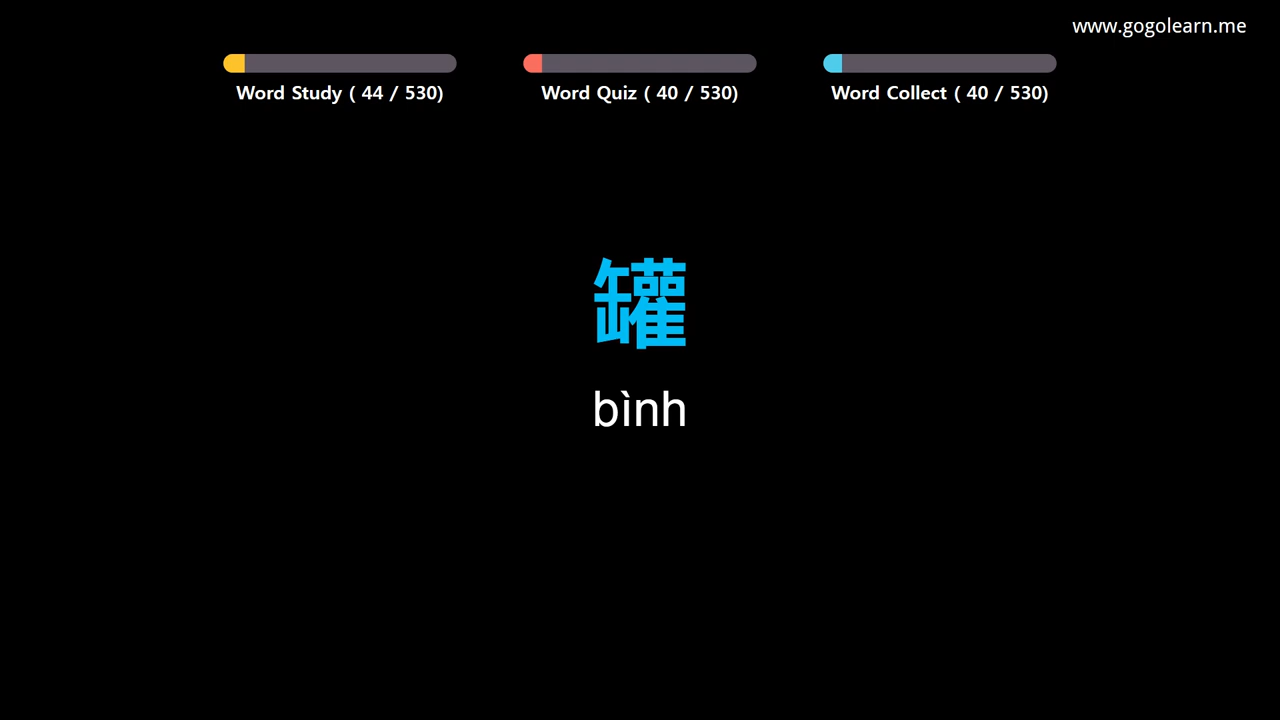 www.gogolearn.me
Word Study ( 44 / 530)
Word Quiz ( 40 / 530)
Word Collect ( 40 / 530)
罐
bình